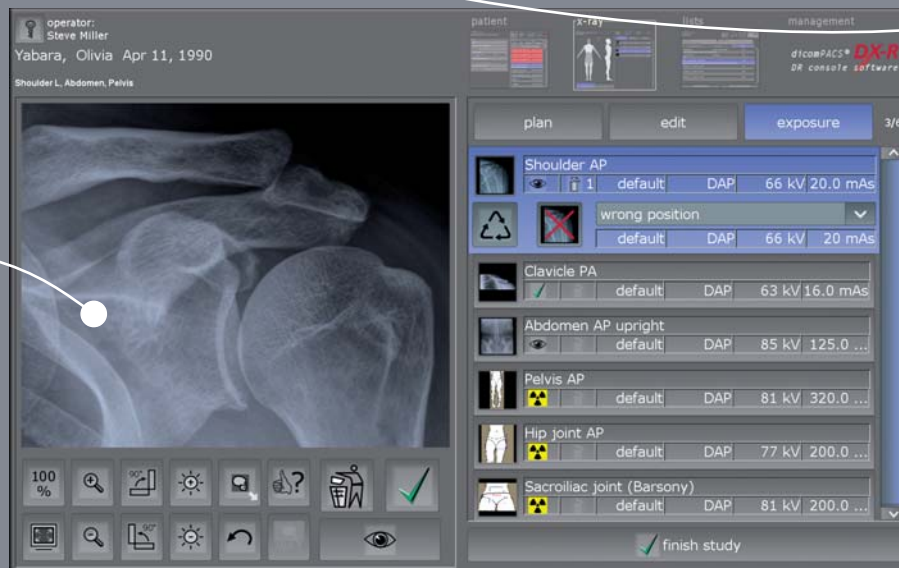 operator:
Steve Miller
Yabara, Olivia Apr 11, 1990
Shoulder L, Abdomen, Pelvis
100
%
90°
?
90°
patient
x-ray
lists
management
dicomPACS® DX-R
DR console software
plan
edit
exposure
3/6
Shoulder AP
1 default DAP 66 kV 20.0 mAs
wrong position
default DAP 66 kV 20 mAs
Clavicle PA
default DAP 63 kV 16.0 mAs
Abdomen AP upright
default DAP 85 kV 125.0 ...
Pelvis AP
default DAP 81 kV 320.0 ...
Hip joint AP
default DAP 77 kV 200.0 ...
Sacroiliac joint (Barsony)
default DAP 81 kV 200.0 ...
finish study